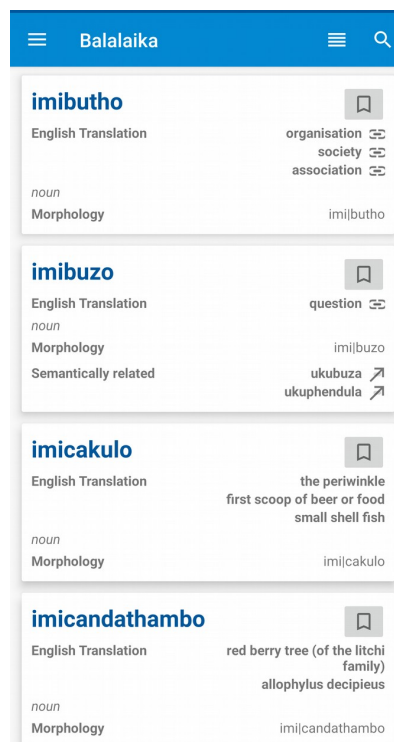 Balalaika
imibutho
English Translation organisation
society
association
noun
Morphology imi|butho
imibuzo
English Translation question
noun
Morphology imi|buzo
Semantically related ukubuza
ukuphendula
imicakulo
English Translation the periwinkle
first scoop of beer or food
small shell fish
noun
Morphology imi|cakulo
imicandathambo
English Translation red berry tree (of the litchi
family)
allophylus decipieus
noun
Morphology imi|candathambo